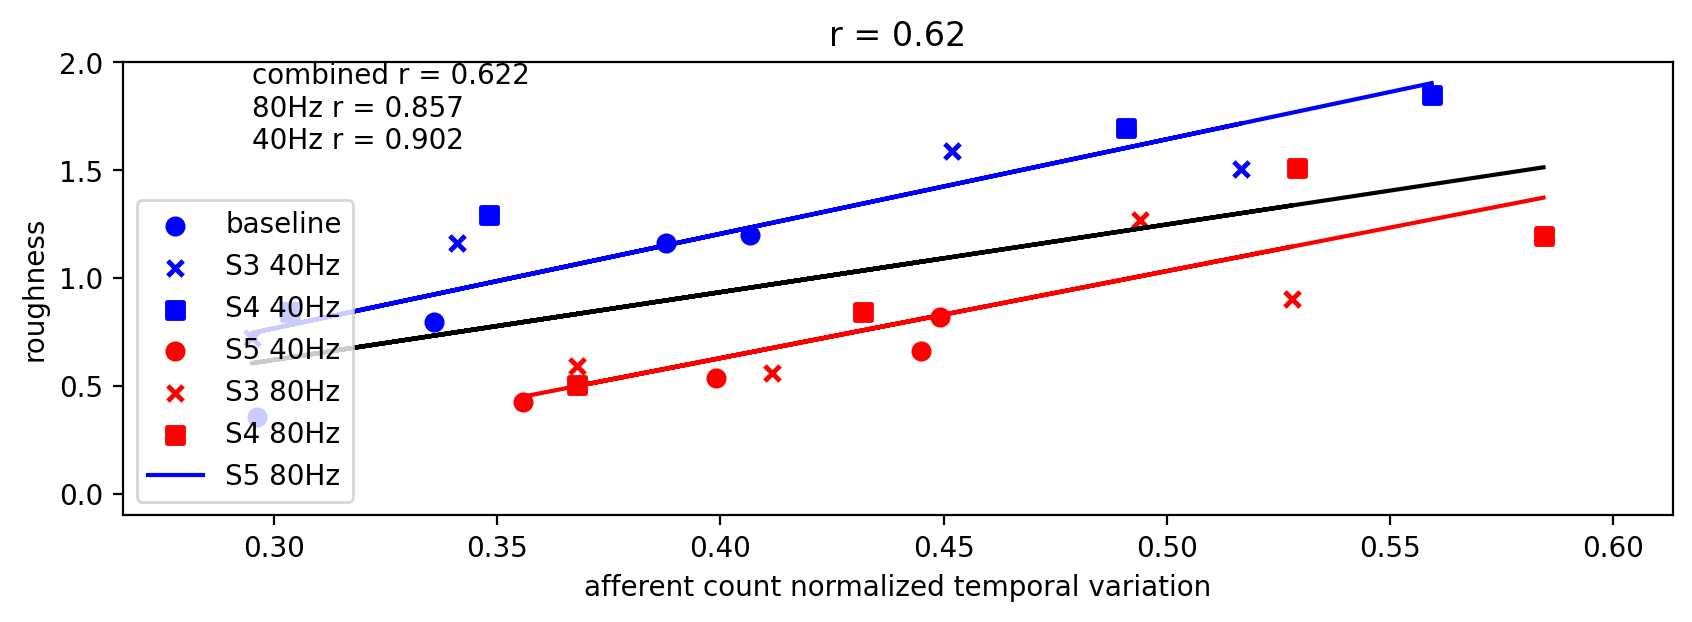 r = 0.62
combined r = 0.622
80Hz r = 0.857
40Hz r = 0.902
baseline
S3 40Hz
S4 40Hz
S5 40Hz
S3 80Hz
S4 80Hz
S5 80Hz
roughness
2.0
1.5
1.0
0.5
0.0
0.30 0.35 0.40 0.45 0.50 0.55 0.60
afferent count normalized temporal variation